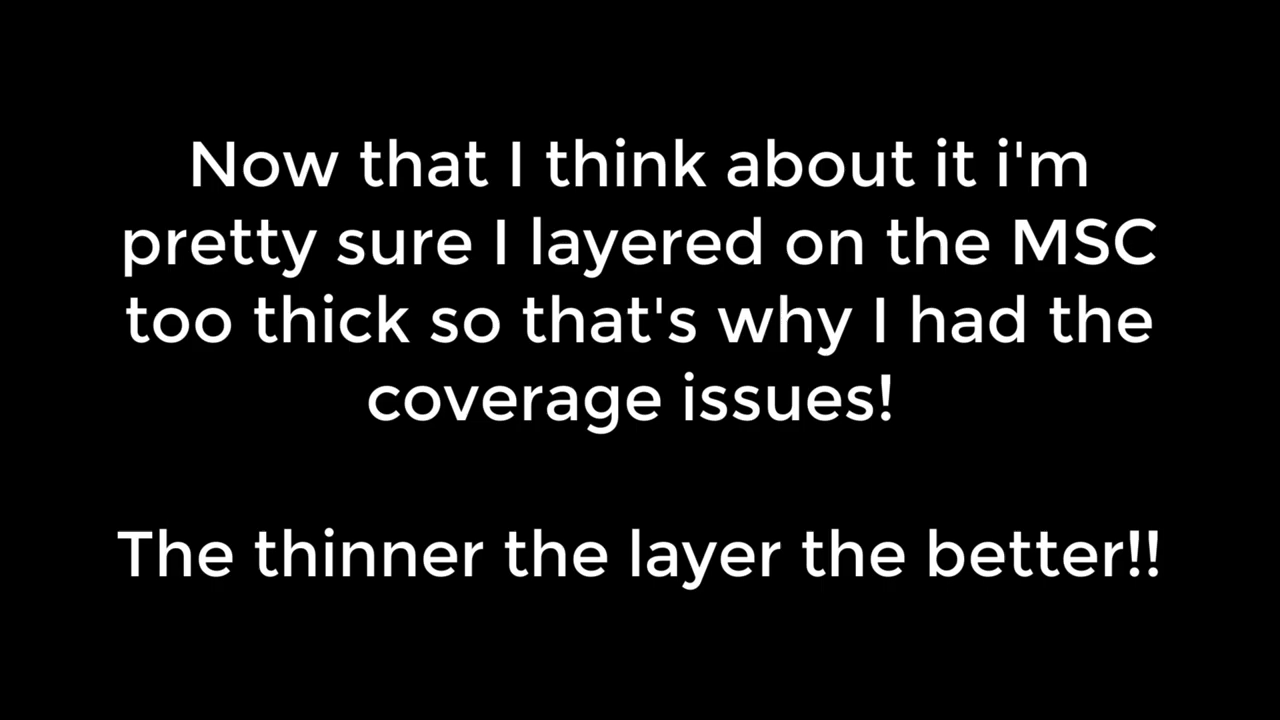 Now that I think about it i'm
pretty sure I layered on the MSC
too thick so that's why I had the
coverage issues!
The thinner the layer the better!!